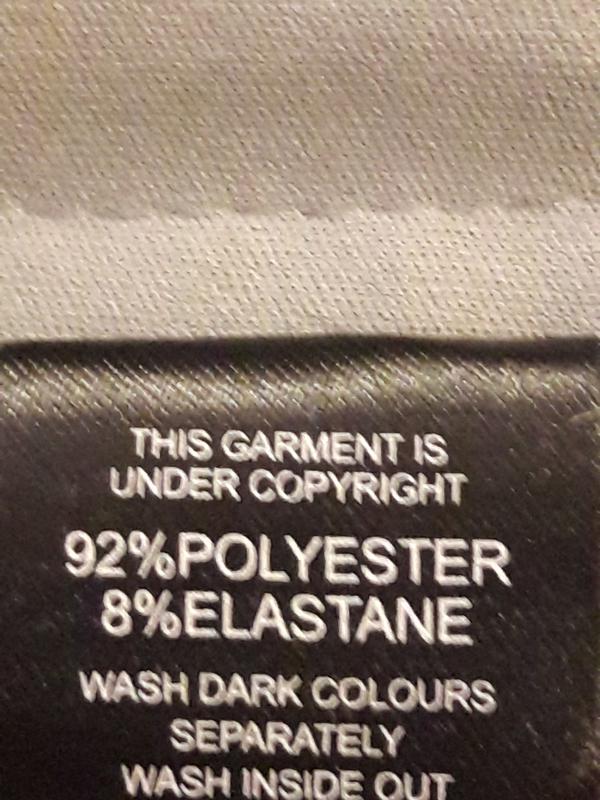 THIS GARMENT IS
UNDER COPYRIGHT
92%POLYESTER
8%ELASTANE
WASH DARK COLOURS
SEPARATELY
WASH INSIDE OUT